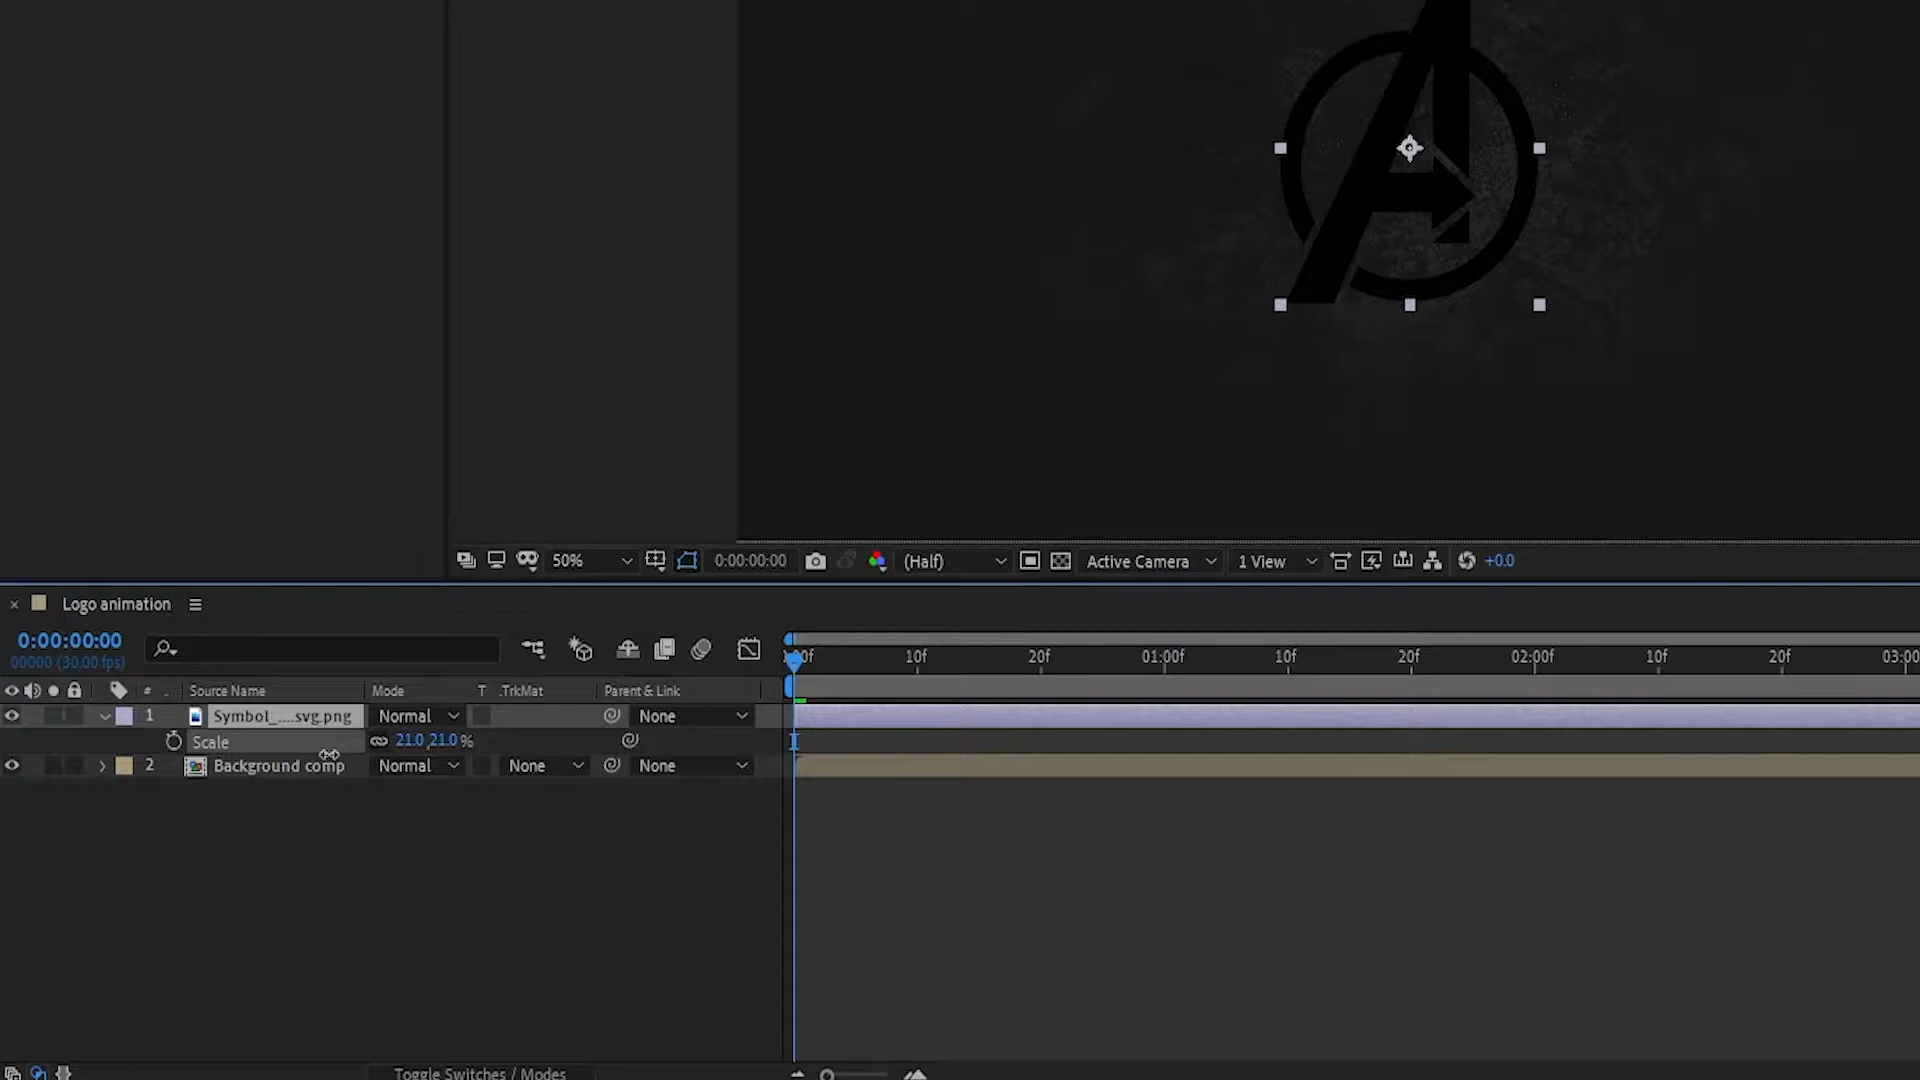 50% 0:00:00:00 (Half) Active Camera 1 View +0.0
× Logo animation
0:00:00:00
00000 (30.00 fps)
:00f 10f 20f 01:00f 10f 20f 02:00f 10f 20f 03:00
# . Source Name Mode T .TrkMat Parent & Link
1 Symbol_....svg.png Normal None
Scale 21.0,21.0%
2 Background comp Normal None None
Toggle Switches / Modes